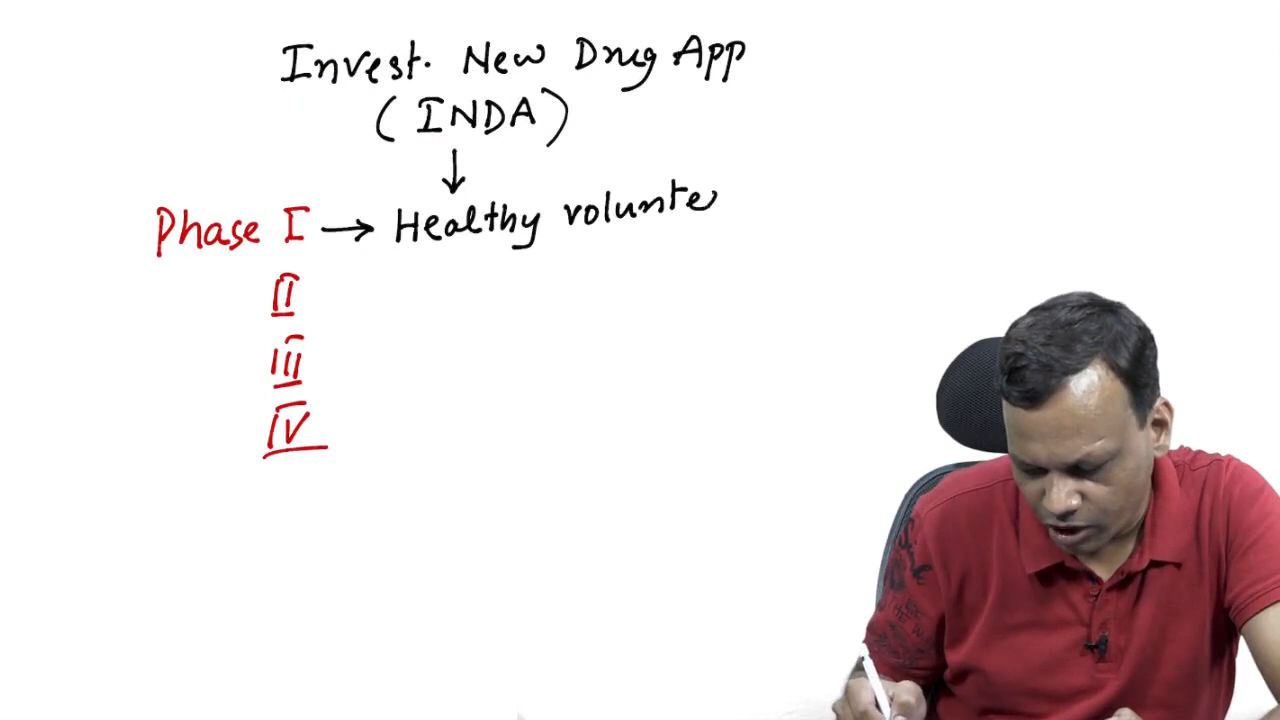 Invest. New Drug App
(INDA)
↓
Phase I → Healthy volunte
II
III
IV